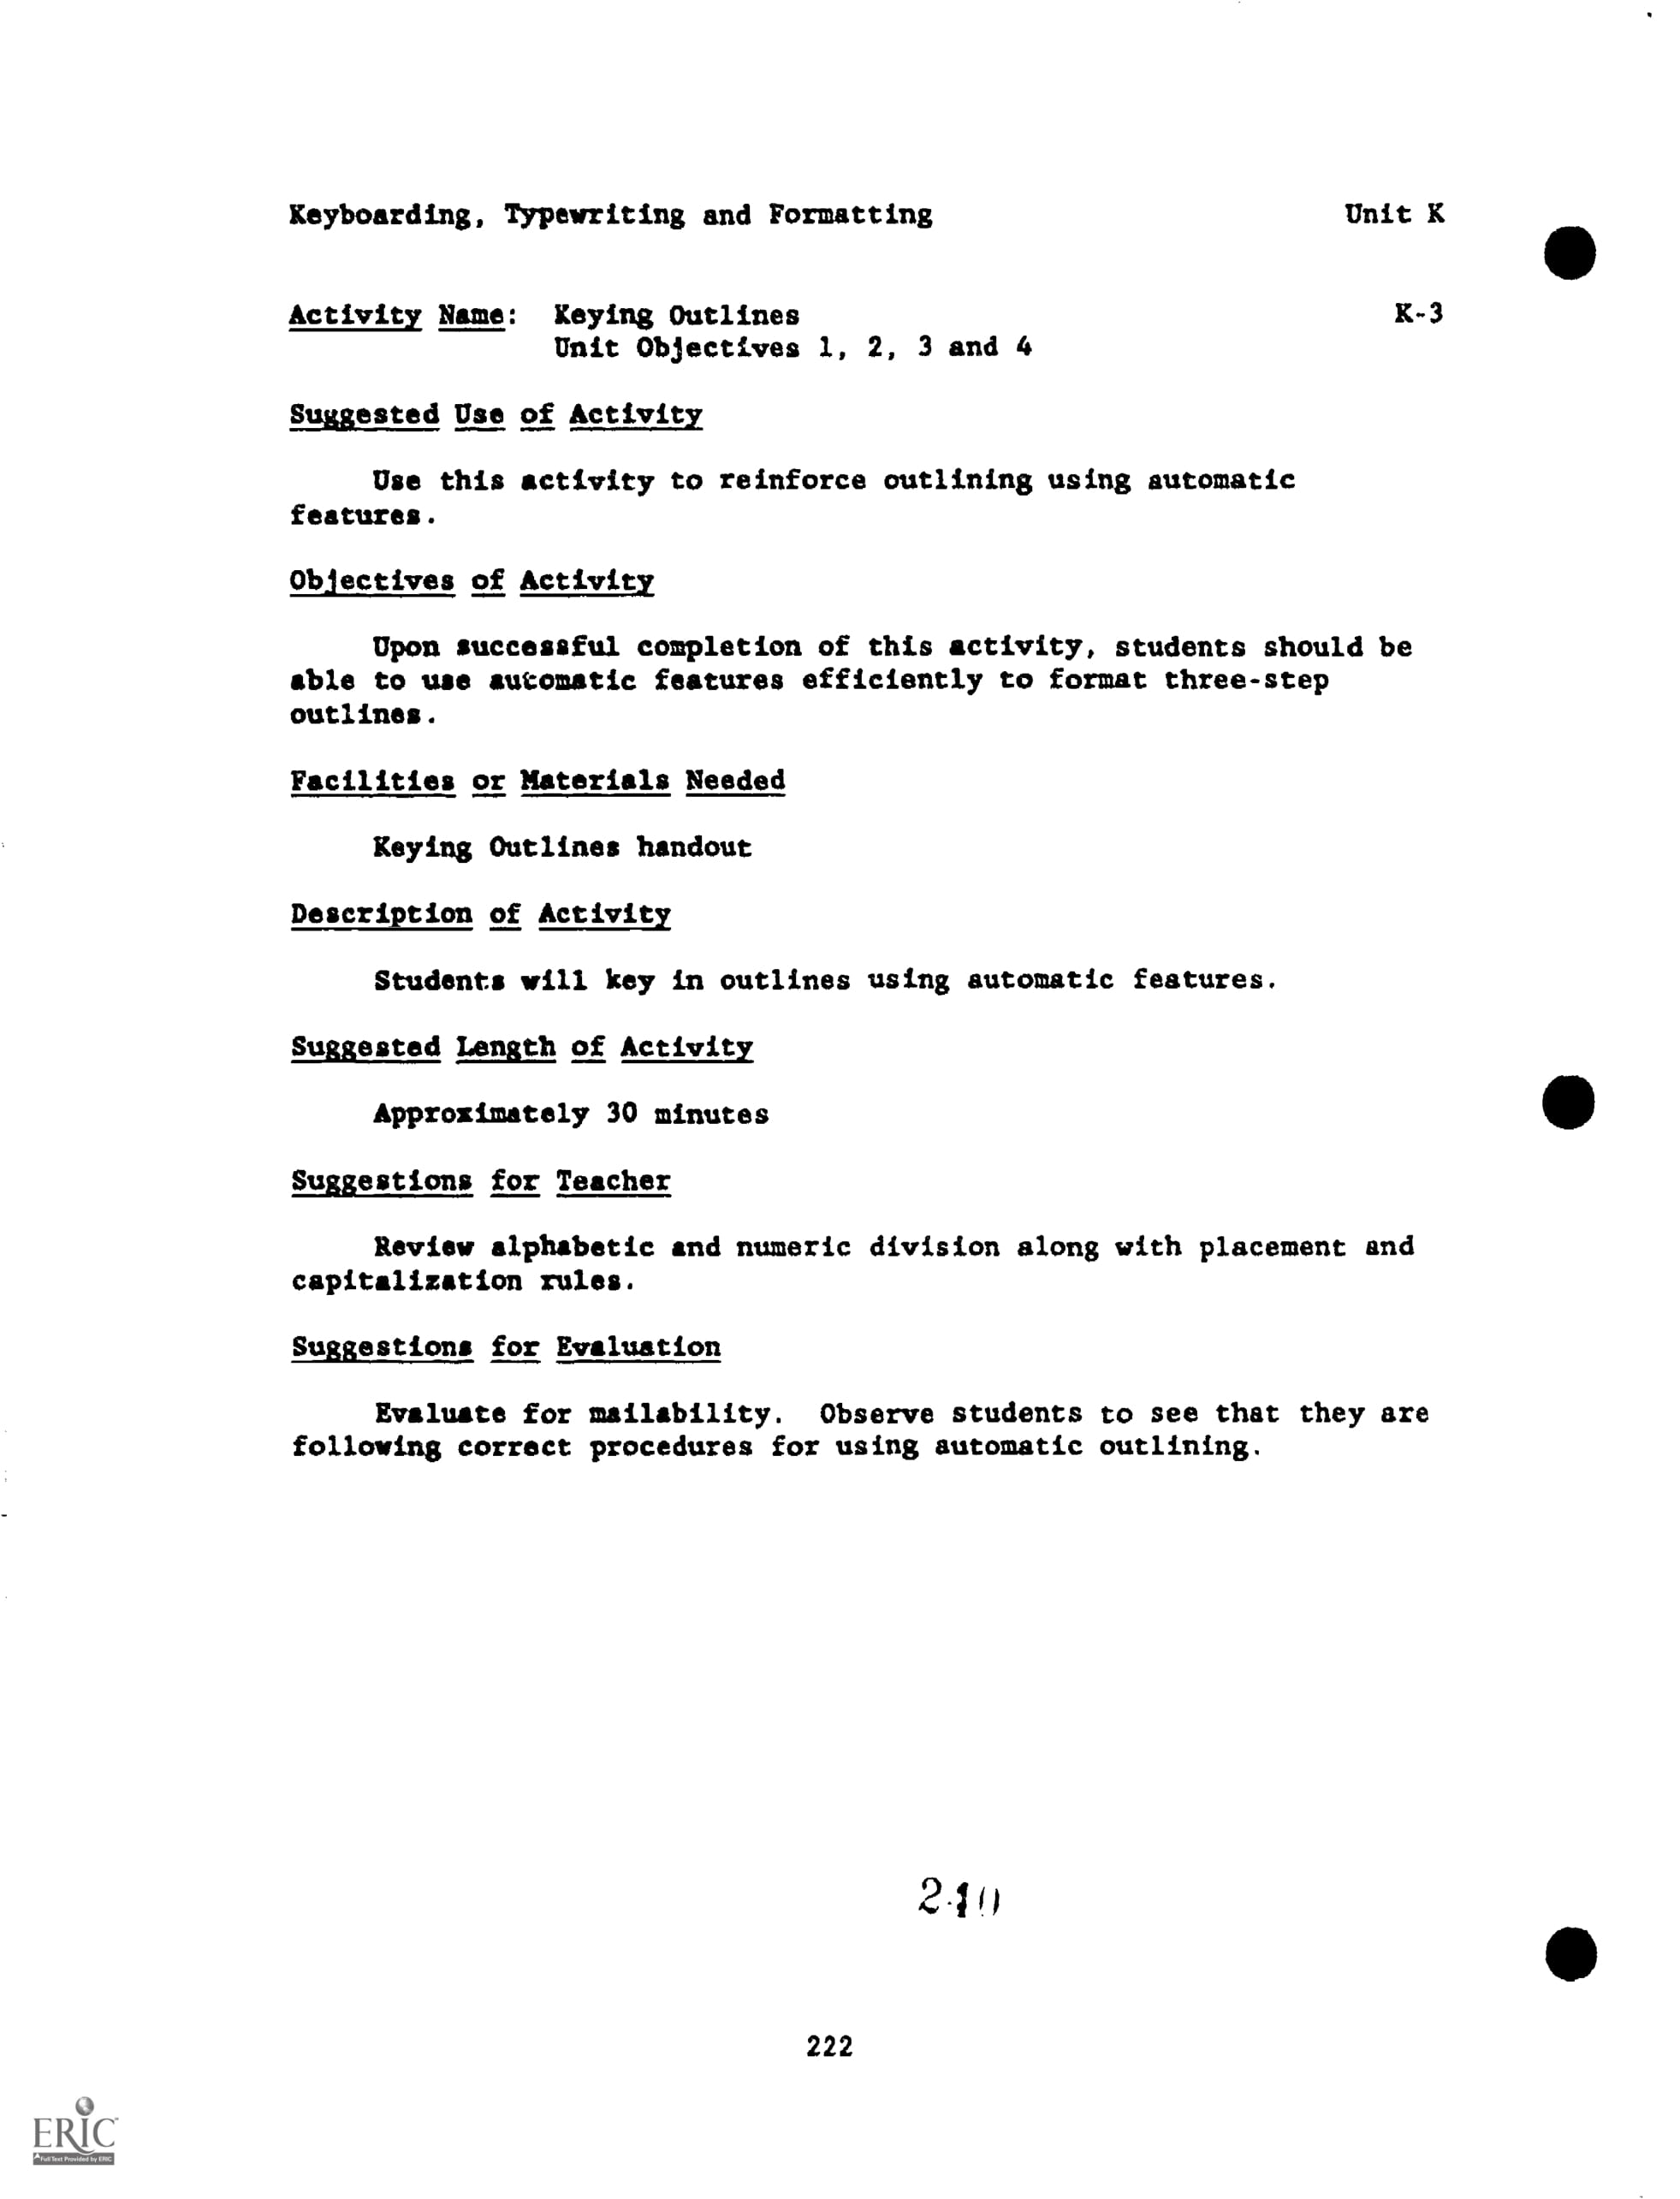 Keyboarding, Typewriting and Formatting Unit K
Activity Name: Keying Outlines K-3
Unit Objectives 1, 2, 3 and 4
Suggested Use of Activity
Use this activity to reinforce outlining using automatic
features.
Objectives of Activity
Upon successful completion of this activity, students should be
able to use automatic features efficiently to format three-step
outlines.
Facilities or Materials Needed
Keying Outlines handout
Description of Activity
Students will key in outlines using automatic features.
Suggested Length of Activity
Approximately 30 minutes
Suggestions for Teacher
Review alphabetic and numeric division along with placement and
capitalization rules.
Suggestions for Evaluation
Evaluate for mailability. Observe students to see that they are
following correct procedures for using automatic outlining.
222
ERIC
Full Text Provided by ERIC